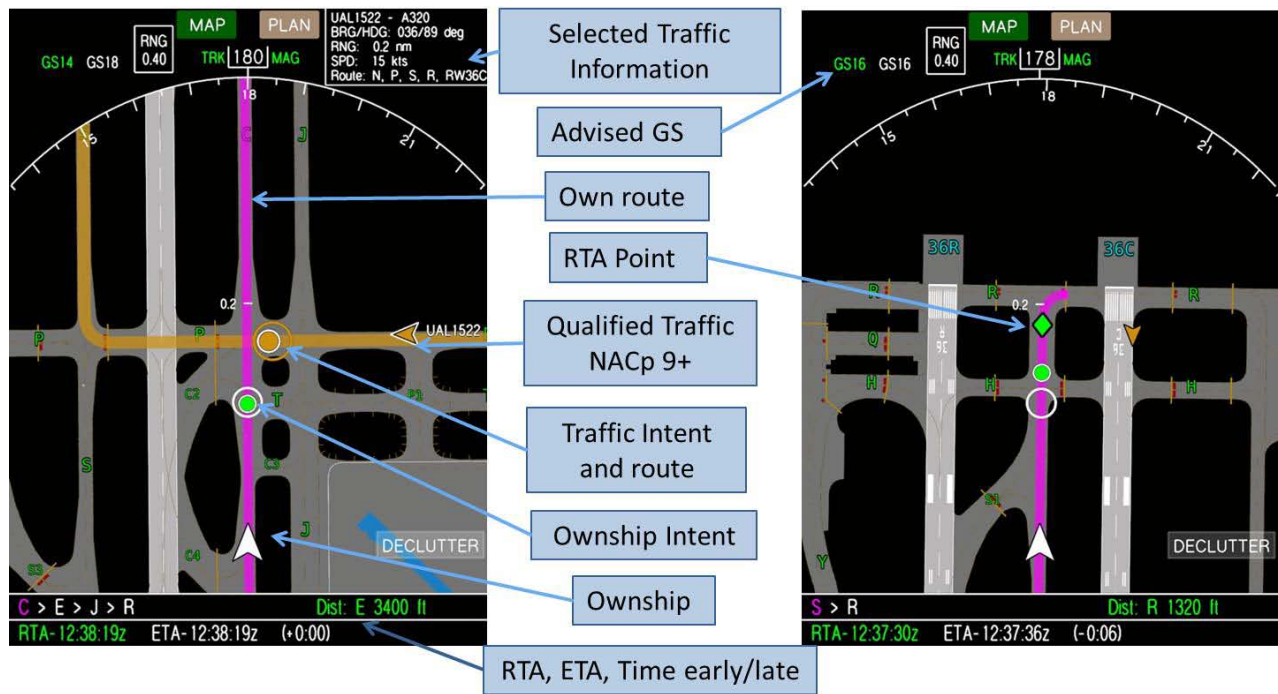 MAP
PLAN
UAL1522 - A320
BRG/HDG: 036/89 deg
RNG: 0.2 nm
SPD: 15 kts
Route: N, P, S, R, RW36C
GS14 GS18
RNG
0.40
TRK 180 MAG
18
15
21
C
J
0.2
P
P
UAL1522
C2
T
S
C3
J
C4
S3
DECLUTTER
C > E > J > R
Dist: E 3400 ft
RTA-12:38:19z ETA-12:38:19z (+0:00)
Selected Traffic
Information
Advised GS
Own route
RTA Point
Qualified Traffic
NACp 9+
Traffic Intent
and route
Ownship Intent
Ownship
RTA, ETA, Time early/late
MAP
PLAN
GS16 GS16
RNG
0.40
TRK 178 MAG
18
15
21
36R
36C
R
R
0.2
R
Q
H
H
H
S1
Y
DECLUTTER
S > R
Dist: R 1320 ft
RTA-12:37:30z ETA-12:37:36z (-0:06)